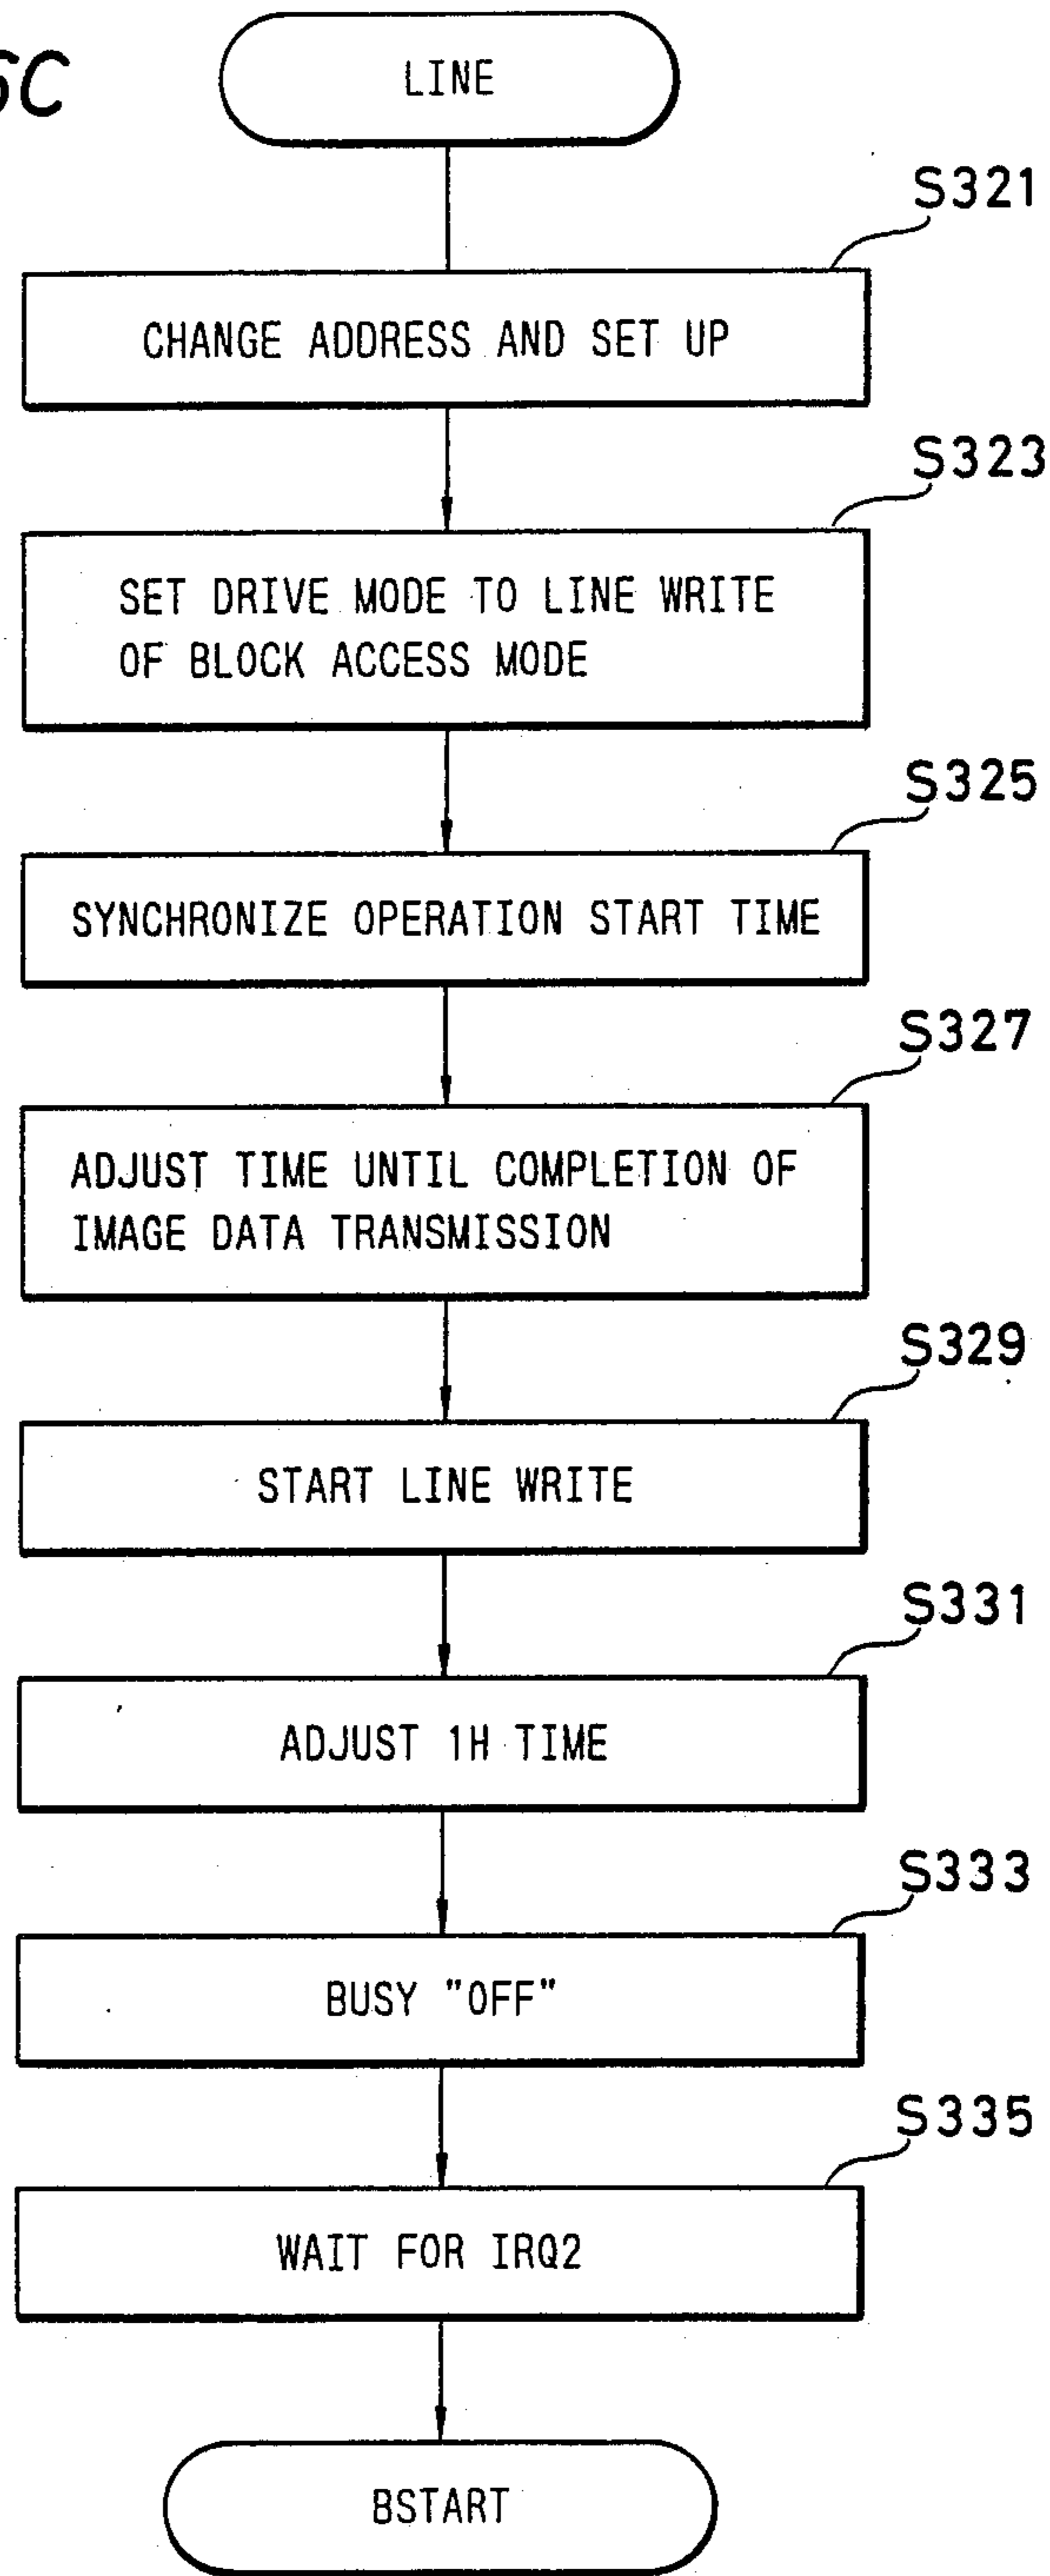 6C
LINE
S321
CHANGE ADDRESS AND SET UP
S323
SET DRIVE MODE TO LINE WRITE
OF BLOCK ACCESS MODE
S325
SYNCHRONIZE OPERATION START TIME
S327
ADJUST TIME UNTIL COMPLETION OF
IMAGE DATA TRANSMISSION
S329
START LINE WRITE
S331
ADJUST 1H TIME
S333
BUSY "OFF"
S335
WAIT FOR IRQ2
BSTART